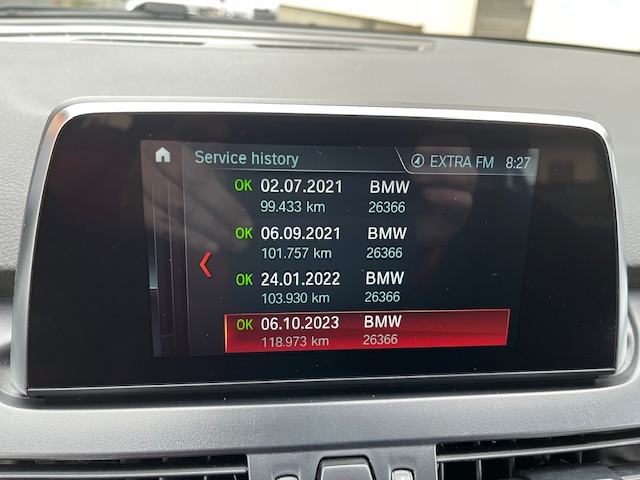 Service history EXTRA FM 8:27
OK 02.07.2021 BMW
99.433 km 26366
OK 06.09.2021 BMW
101.757 km 26366
OK 24.01.2022 BMW
103.930 km 26366
OK 06.10.2023 BMW
118.973 km 26366